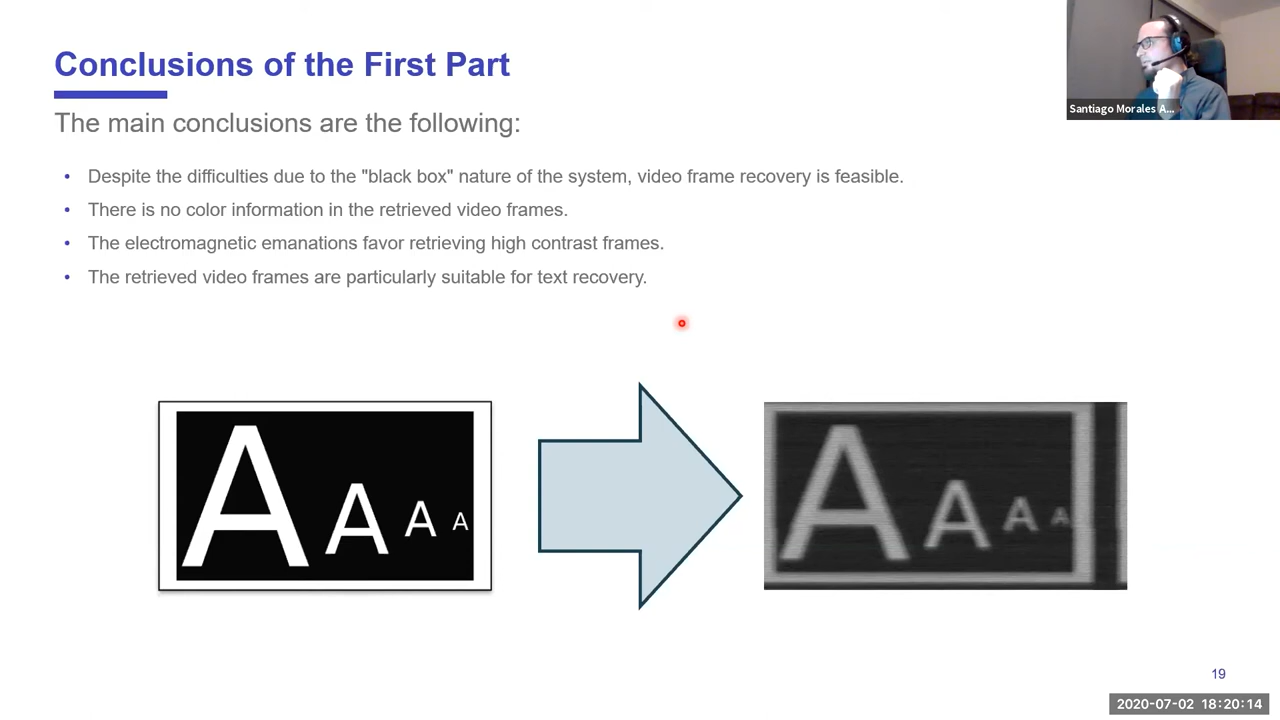 Conclusions of the First Part
The main conclusions are the following:
• Despite the difficulties due to the "black box" nature of the system, video frame recovery is feasible.
• There is no color information in the retrieved video frames.
• The electromagnetic emanations favor retrieving high contrast frames.
• The retrieved video frames are particularly suitable for text recovery.
Santiago Morales A...
A A A A
A A A A
19
2020-07-02 18:20:14